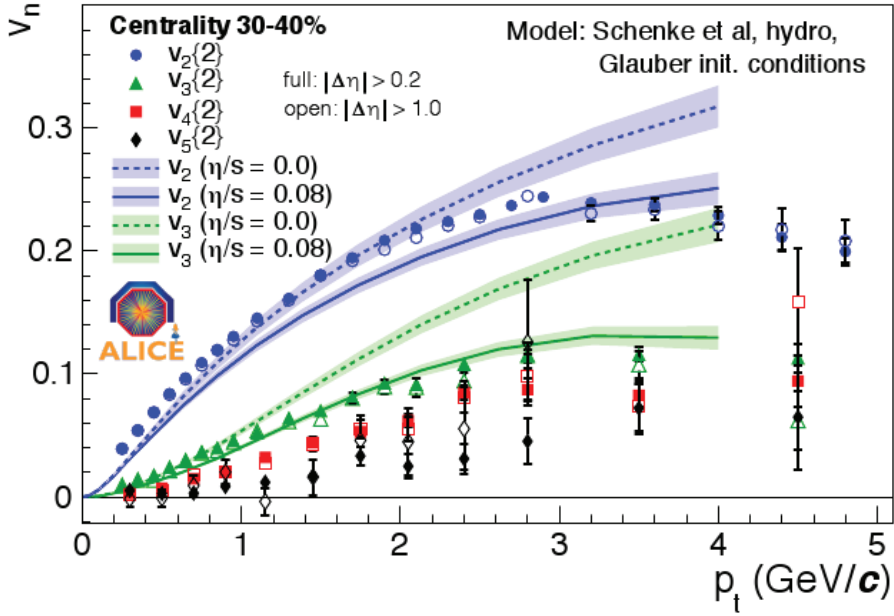 Vn
Centrality 30-40%
v₂{2}
v₃{2}
v₄{2}
v₅{2}
full: |Δη| > 0.2
open: |Δη| > 1.0
v₂ (η/s = 0.0)
v₂ (η/s = 0.08)
v₃ (η/s = 0.0)
v₃ (η/s = 0.08)
Model: Schenke et al, hydro,
Glauber init. conditions
ALICE
0.3
0.2
0.1
0
0 1 2 3 4 5
pt (GeV/c)